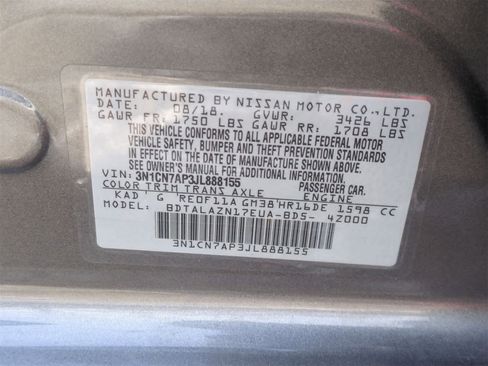 MANUFACTURED BY NISSAN MOTOR CO., LTD.
DATE: 08/18. GVWR: 3426 LBS
GAWR FR: 1750 LBS GAWR RR: 1708 LBS
THIS VEHICLE CONFORMS TO ALL APPLICABLE FEDERAL MOTOR
VEHICLE SAFETY, BUMPER AND THEFT PREVENTION STANDARDS
IN EFFECT ON THE DATE OF MANUFACTURE SHOWN ABOVE.
SEE OWNER'S MANUAL FOR ADDITIONAL INFORMATION.
VIN: 3N1CN7AP3JL888155 PASSENGER CAR.
COLOR TRIM TRANS AXLE ENGINE
KAD G RE0F11A GM38 HR16DE 1598 CC
BDTALAZN17EUA-BD5- 42000
3N1CN7AP3JL888155